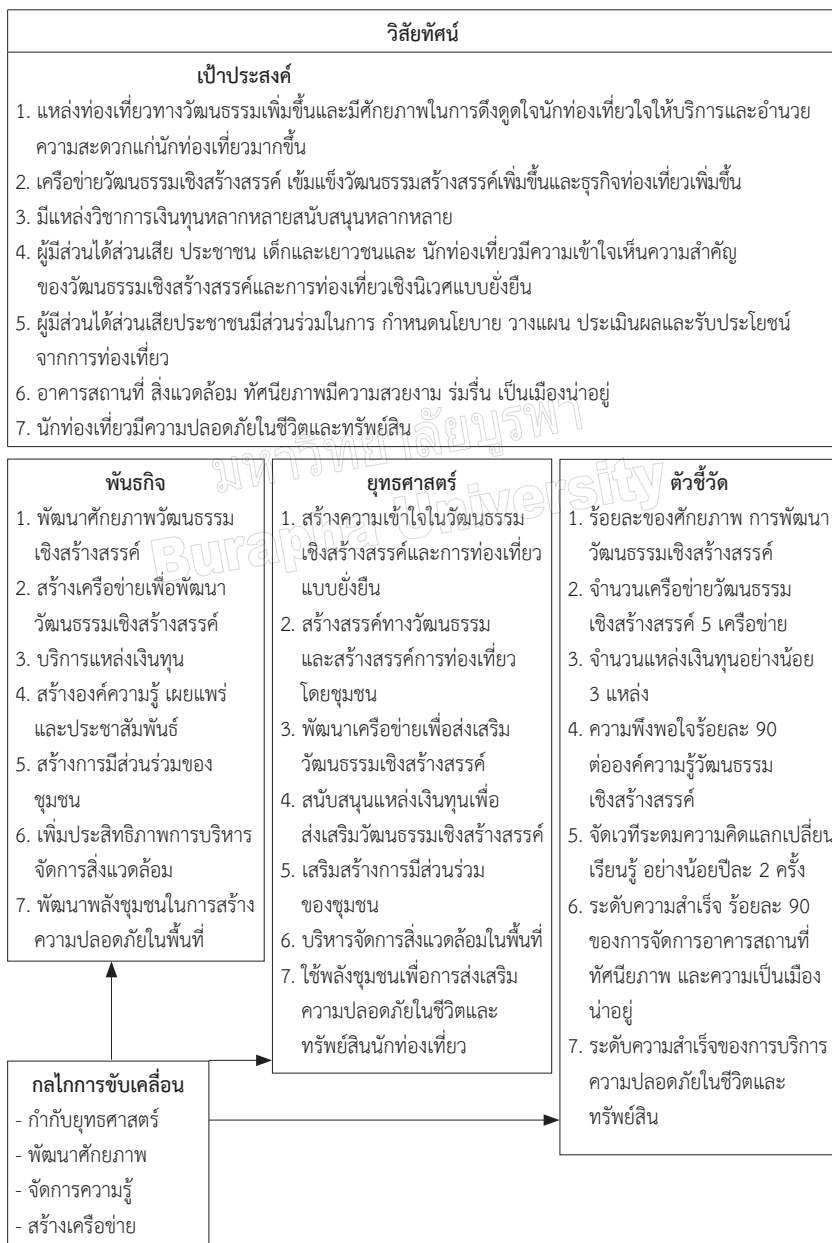 วิสัยทัศน์
เป้าประสงค์
1. แหล่งท่องเที่ยวทางวัฒนธรรมเพิ่มขึ้นและมีศักยภาพในการดึงดูดใจนักท่องเที่ยวใจให้บริการและอำนวย
ความสะดวกแก่นักท่องเที่ยวมากขึ้น
2. เครือข่ายวัฒนธรรมเชิงสร้างสรรค์ เข้มแข็งวัฒนธรรมสร้างสรรค์เพิ่มขึ้นและธุรกิจท่องเที่ยวเพิ่มขึ้น
3. มีแหล่งวิชาการเงินทุนหลากหลายสนับสนุนหลากหลาย
4. ผู้มีส่วนได้ส่วนเสีย ประชาชน เด็กและเยาวชนและ นักท่องเที่ยวมีความเข้าใจเห็นความสำคัญ
ของวัฒนธรรมเชิงสร้างสรรค์และการท่องเที่ยวเชิงนิเวศแบบยั่งยืน
5. ผู้มีส่วนได้ส่วนเสียประชาชนมีส่วนร่วมในการ กำหนดนโยบาย วางแผน ประเมินผลและรับประโยชน์
จากการท่องเที่ยว
6. อาคารสถานที่ สิ่งแวดล้อม ทัศนียภาพมีความสวยงาม ร่มรื่น เป็นเมืองน่าอยู่
7. นักท่องเที่ยวมีความปลอดภัยในชีวิตและทรัพย์สิน
มหาวิทยาลัยบูรพา
Burapha University
พันธกิจ
1. พัฒนาศักยภาพวัฒนธรรม
เชิงสร้างสรรค์
2. สร้างเครือข่ายเพื่อพัฒนา
วัฒนธรรมเชิงสร้างสรรค์
3. บริการแหล่งเงินทุน
4. สร้างองค์ความรู้ เผยแพร่
และประชาสัมพันธ์
5. สร้างการมีส่วนร่วมของ
ชุมชน
6. เพิ่มประสิทธิภาพการบริหาร
จัดการสิ่งแวดล้อม
7. พัฒนาพลังชุมชนในการสร้าง
ความปลอดภัยในพื้นที่
ยุทธศาสตร์
1. สร้างความเข้าใจในวัฒนธรรม
เชิงสร้างสรรค์และการท่องเที่ยว
แบบยั่งยืน
2. สร้างสรรค์ทางวัฒนธรรม
และสร้างสรรค์การท่องเที่ยว
โดยชุมชน
3. พัฒนาเครือข่ายเพื่อส่งเสริม
วัฒนธรรมเชิงสร้างสรรค์
4. สนับสนุนแหล่งเงินทุนเพื่อ
ส่งเสริมวัฒนธรรมเชิงสร้างสรรค์
5. เสริมสร้างการมีส่วนร่วม
ของชุมชน
6. บริหารจัดการสิ่งแวดล้อมในพื้นที่
7. ใช้พลังชุมชนเพื่อการส่งเสริม
ความปลอดภัยในชีวิตและ
ทรัพย์สินนักท่องเที่ยว
ตัวชี้วัด
1. ร้อยละของศักยภาพ การพัฒนา
วัฒนธรรมเชิงสร้างสรรค์
2. จำนวนเครือข่ายวัฒนธรรม
เชิงสร้างสรรค์ 5 เครือข่าย
3. จำนวนแหล่งเงินทุนอย่างน้อย
3 แหล่ง
4. ความพึงพอใจร้อยละ 90
ต่อองค์ความรู้วัฒนธรรม
เชิงสร้างสรรค์
5. จัดเวทีระดมความคิดแลกเปลี่ยน
เรียนรู้ อย่างน้อยปีละ 2 ครั้ง
6. ระดับความสำเร็จ ร้อยละ 90
ของการจัดการอาคารสถานที่
ทัศนียภาพ และความเป็นเมือง
น่าอยู่
7. ระดับความสำเร็จของการบริการ
ความปลอดภัยในชีวิตและ
ทรัพย์สิน
กลไกการขับเคลื่อน
- กำกับยุทธศาสตร์
- พัฒนาศักยภาพ
- จัดการความรู้
- สร้างเครือข่าย